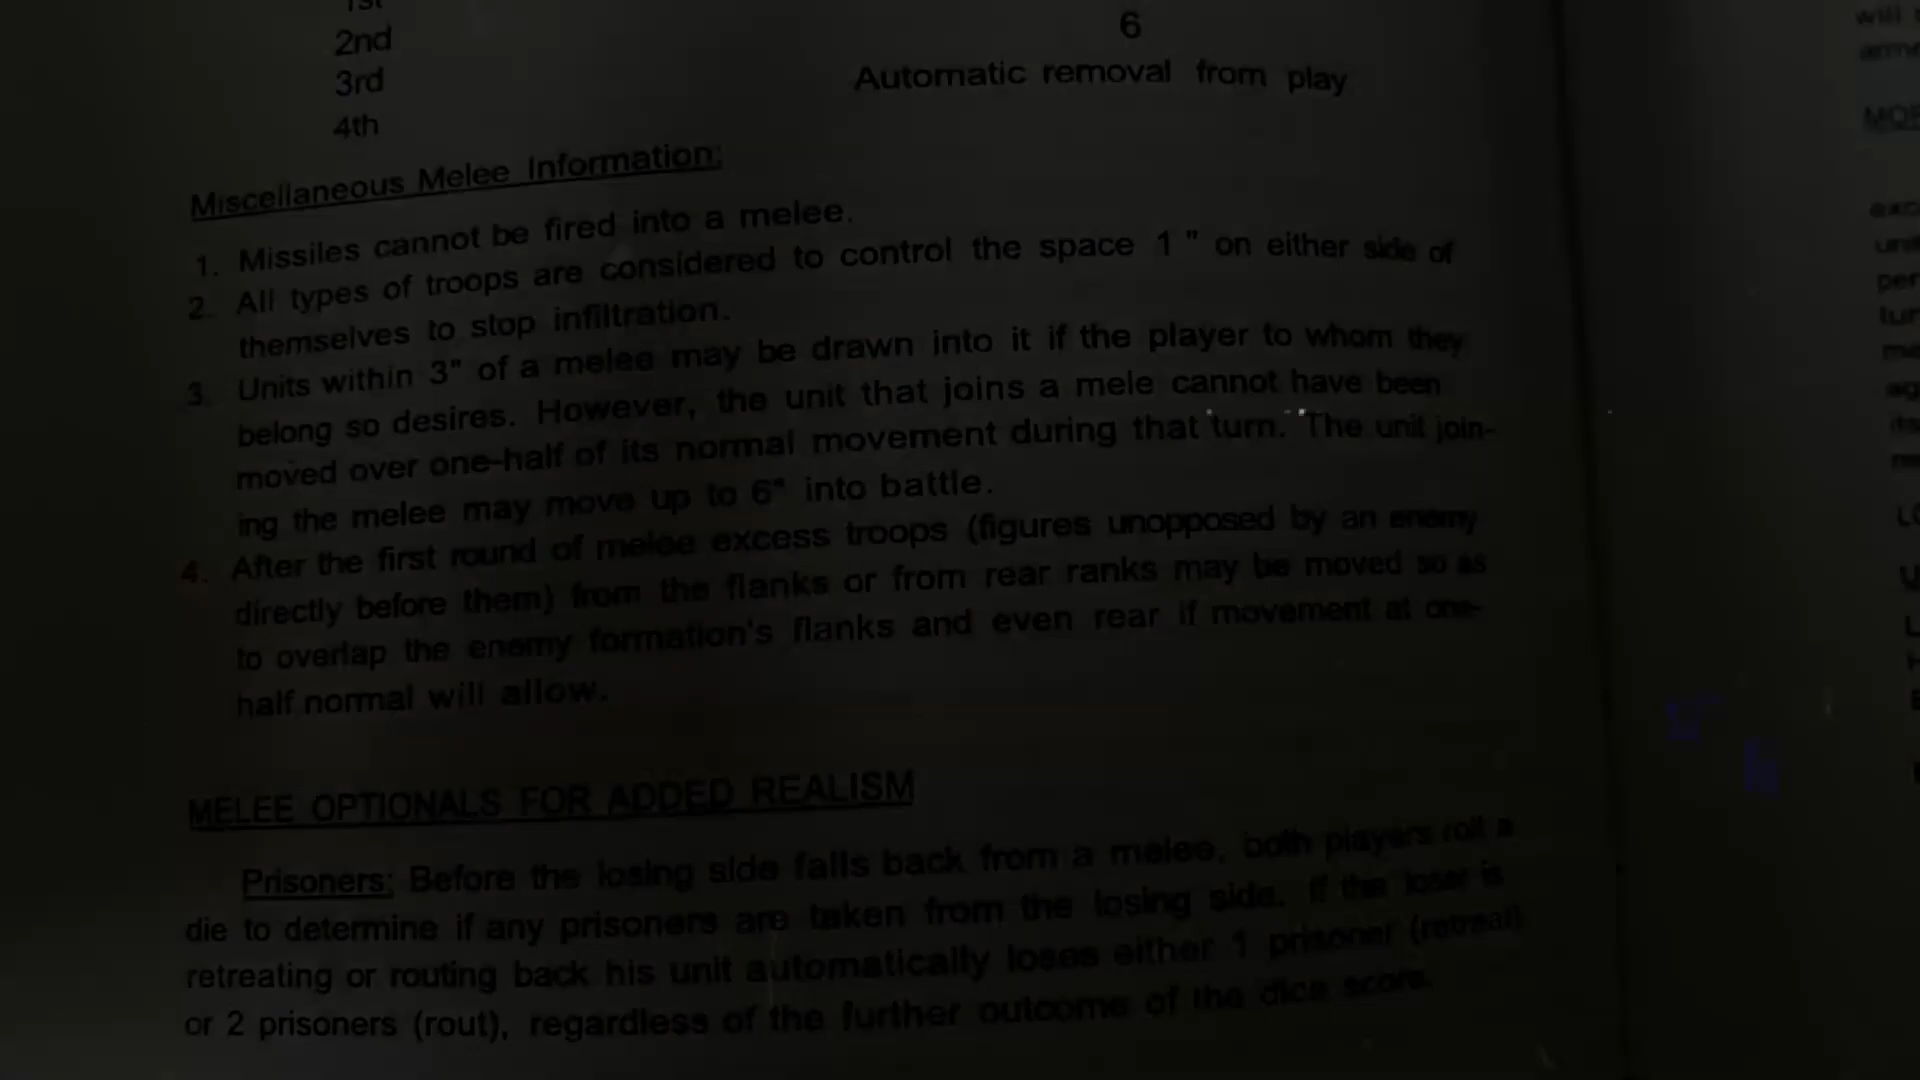 1st
2nd
3rd
4th
6
Automatic removal from play
Miscellaneous Melee Information:
1. Missiles cannot be fired into a melee.
2. All types of troops are considered to control the space 1" on either side of
themselves to stop infiltration.
3. Units within 3" of a melee may be drawn into it if the player to whom they
belong so desires. However, the unit that joins a mele cannot have been
moved over one-half of its normal movement during that turn. The unit join-
ing the melee may move up to 6" into battle.
4. After the first round of melee excess troops (figures unopposed by an enemy
directly before them) from the flanks or from rear ranks may be moved so as
to overlap the enemy formation's flanks and even rear if movement at one-
half normal will allow.
MELEE OPTIONALS FOR ADDED REALISM
Prisoners: Before the losing side falls back from a melee, both players roll a
die to determine if any prisoners are taken from the losing side. If the loser is
retreating or routing back his unit automatically loses either 1 prisoner (retreat)
or 2 prisoners (rout), regardless of the further outcome of the dice score.
will